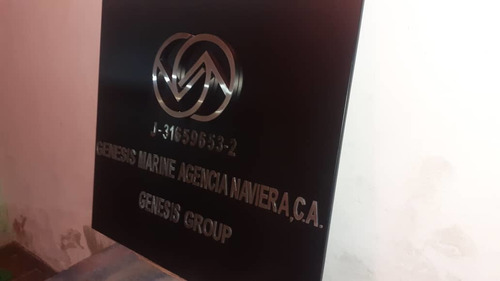 J-31659653-2
GENESIS MARINE AGENCIA NAVIERA,C.A.
GENESIS GROUP